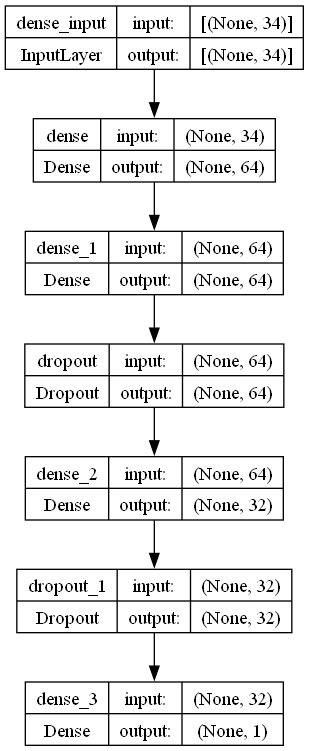 dense_input input: [(None, 34)]
InputLayer output: [(None, 34)]
dense input: (None, 34)
Dense output: (None, 64)
dense_1 input: (None, 64)
Dense output: (None, 64)
dropout input: (None, 64)
Dropout output: (None, 64)
dense_2 input: (None, 64)
Dense output: (None, 32)
dropout_1 input: (None, 32)
Dropout output: (None, 32)
dense_3 input: (None, 32)
Dense output: (None, 1)